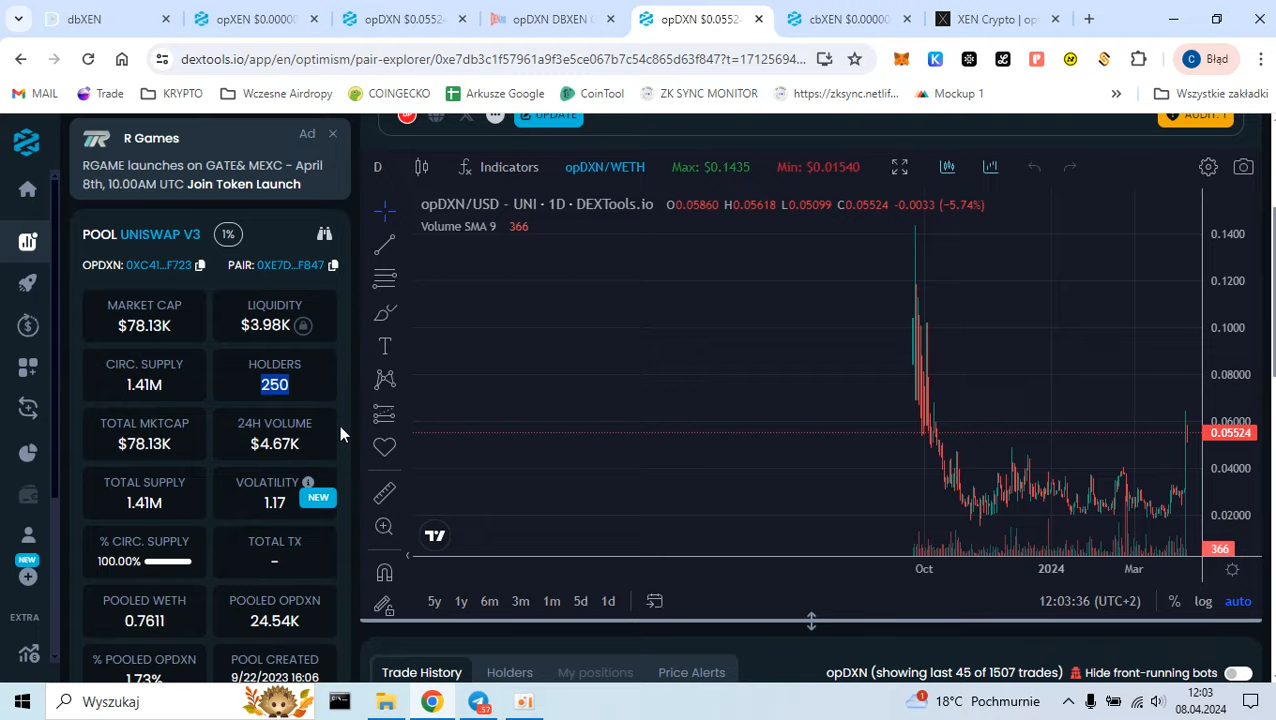 dbXEN
opXEN $0.0000
opDXN $0.0552
opDXN DBXEN C
opDXN $0.0552
cbXEN $0.0000
XEN Crypto | op
dextools.io/app/en/optimism/pair-explorer/0xe7db3c1f57961a9f3e5ce067b7c54c865d63f847?t=17125694...
C Błąd
MAIL
Trade
KRYPTO
Wczesne Airdropy
COINGECKO
Arkusze Google
CoinTool
ZK SYNC MONITOR
https://zksync.netlif...
Mockup 1
Wszystkie zakładki
R Games
Ad
RGAME launches on GATE& MEXC - April
8th, 10.00AM UTC Join Token Launch
UPDATE
AUDIT: 1
D
Indicators
opDXN/WETH
Max: $0.1435
Min: $0.01540
opDXN/USD - UNI · 1D · DEXTools.io O0.05860 H0.05618 L0.05099 C0.05524 -0.0033 (-5.74%)
Volume SMA 9 366
POOL UNISWAP V3 1%
OPDXN: 0XC41...F723
PAIR: 0XE7D...F847
MARKET CAP
$78.13K
LIQUIDITY
$3.98K
CIRC. SUPPLY
1.41M
HOLDERS
250
TOTAL MKTCAP
$78.13K
24H VOLUME
$4.67K
TOTAL SUPPLY
1.41M
VOLATILITY
1.17
NEW
% CIRC. SUPPLY
100.00%
TOTAL TX
-
POOLED WETH
0.7611
POOLED OPDXN
24.54K
% POOLED OPDXN
1.73%
POOL CREATED
9/22/2023 16:06
NEW
EXTRA
0.1400
0.1200
0.1000
0.08000
0.06000
0.05524
0.04000
0.02000
366
Oct
2024
Mar
5y
1y
6m
3m
1m
5d
1d
12:03:36 (UTC+2)
%
log
auto
Trade History
Holders
My positions
Price Alerts
opDXN (showing last 45 of 1507 trades)
Hide front-running bots
Wyszukaj
57
18°C Pochmurnie
12:03
08.04.2024